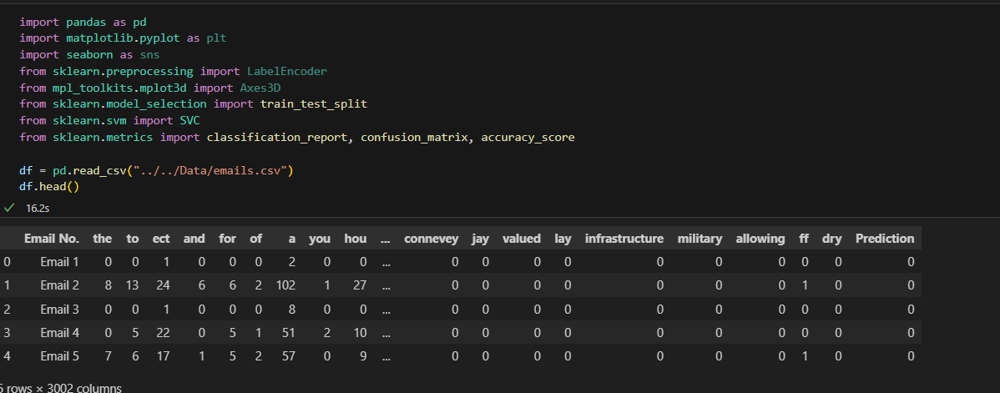 import pandas as pd
import matplotlib.pyplot as plt
import seaborn as sns
from sklearn.preprocessing import LabelEncoder
from mpl_toolkits.mplot3d import Axes3D
from sklearn.model_selection import train_test_split
from sklearn.svm import SVC
from sklearn.metrics import classification_report, confusion_matrix, accuracy_score
df = pd.read_csv("../../Data/emails.csv")
df.head()
16.2s
Email No. the to ect and for of a you hou ... connevey jay valued lay infrastructure military allowing ff dry Prediction
0 Email 1 0 0 1 0 0 0 2 0 0 ... 0 0 0 0 0 0 0 0 0 0
1 Email 2 8 13 24 6 6 2 102 1 27 ... 0 0 0 0 0 0 0 1 0 0
2 Email 3 0 0 1 0 0 0 8 0 0 ... 0 0 0 0 0 0 0 0 0 0
3 Email 4 0 5 22 0 5 1 51 2 10 ... 0 0 0 0 0 0 0 0 0 0
4 Email 5 7 6 17 1 5 2 57 0 9 ... 0 0 0 0 0 0 0 1 0 0
5 rows × 3002 columns